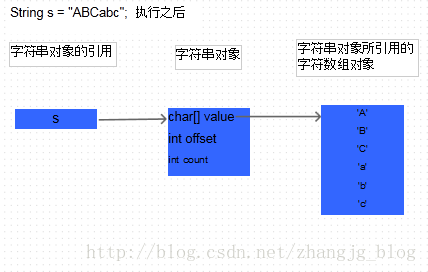 String s = "ABCabc"; 执行之后
字符串对象的引用
字符串对象
字符串对象所引用的
字符数组对象
s
char[] value
int offset
int count
'A'
'B'
'C'
'a'
'b'
'c'
http://blog.csdn.net/zhangjg_blog